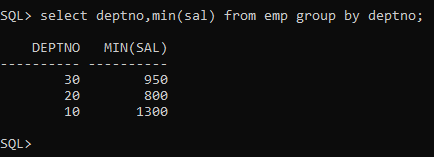 SQL> select deptno,min(sal) from emp group by deptno;
    DEPTNO   MIN(SAL)
---------- ----------
        30        950
        20        800
        10       1300
SQL>